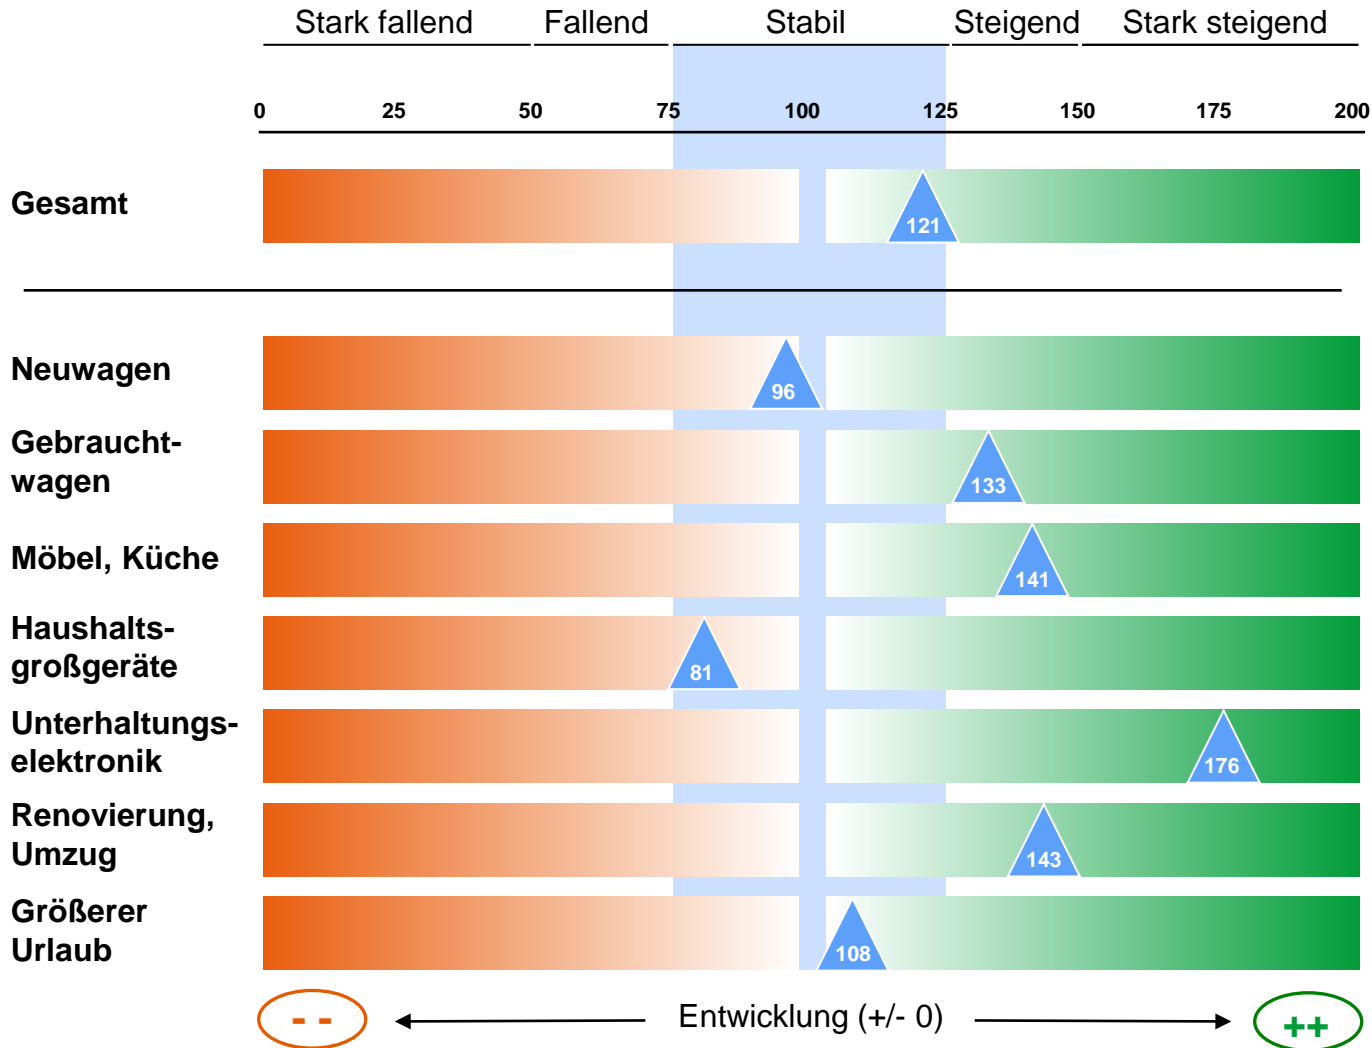 Stark fallend Fallend Stabil Steigend Stark steigend
0 25 50 75 100 125 150 175 200
Gesamt 121
Neuwagen 96
Gebraucht-
wagen 133
Möbel, Küche 141
Haushalts-
großgeräte 81
Unterhaltungs-
elektronik 176
Renovierung,
Umzug 143
Größerer
Urlaub 108
- - Entwicklung (+/- 0) ++